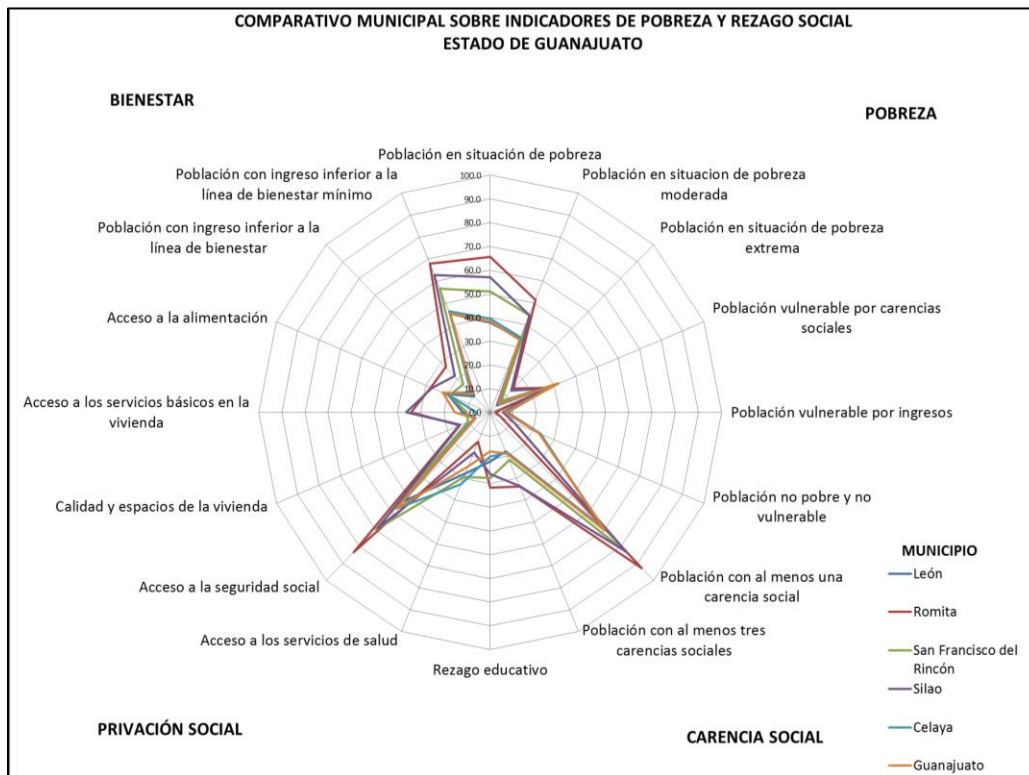 COMPARATIVO MUNICIPAL SOBRE INDICADORES DE POBREZA Y REZAGO SOCIAL
ESTADO DE GUANAJUATO
BIENESTAR
POBREZA
Población en situación de pobreza
Población en situacion de pobreza
moderada
Población en situación de pobreza
extrema
Población vulnerable por carencias
sociales
Población vulnerable por ingresos
Población no pobre y no
vulnerable
Población con al menos una
carencia social
Población con al menos tres
carencias sociales
Rezago educativo
Acceso a los servicios de salud
Acceso a la seguridad social
Calidad y espacios de la vivienda
Acceso a los servicios básicos en la
vivienda
Acceso a la alimentación
Población con ingreso inferior a la
línea de bienestar
Población con ingreso inferior a la
línea de bienestar mínimo
100.0
90.0
80.0
70.0
60.0
50.0
40.0
30.0
20.0
10.0
0.0
PRIVACIÓN SOCIAL
CARENCIA SOCIAL
MUNICIPIO
León
Romita
San Francisco del
Rincón
Silao
Celaya
Guanajuato